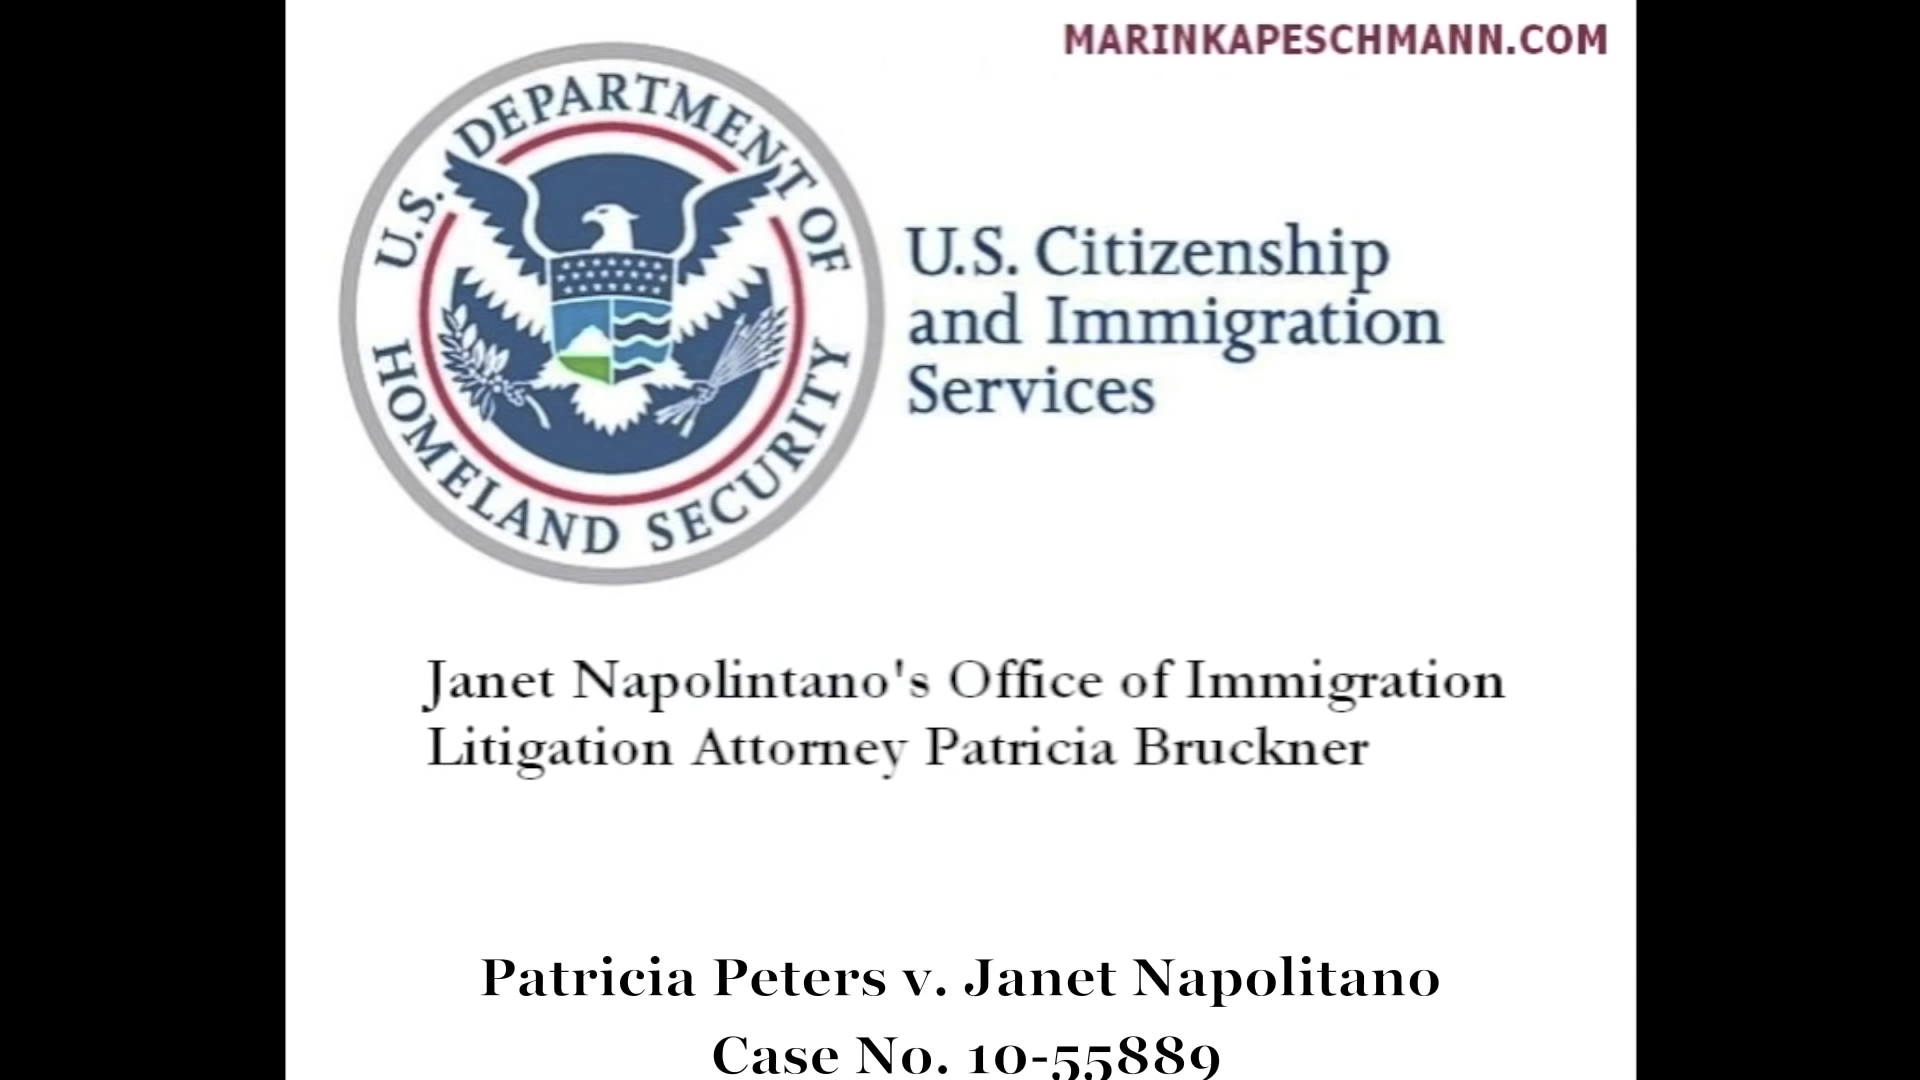 MARINKAPESCHMANN.COM
U.S. DEPARTMENT OF
HOMELAND SECURITY
U.S. Citizenship
and Immigration
Services
Janet Napolintano's Office of Immigration
Litigation Attorney Patricia Bruckner
Patricia Peters v. Janet Napolitano
Case No. 10-55889